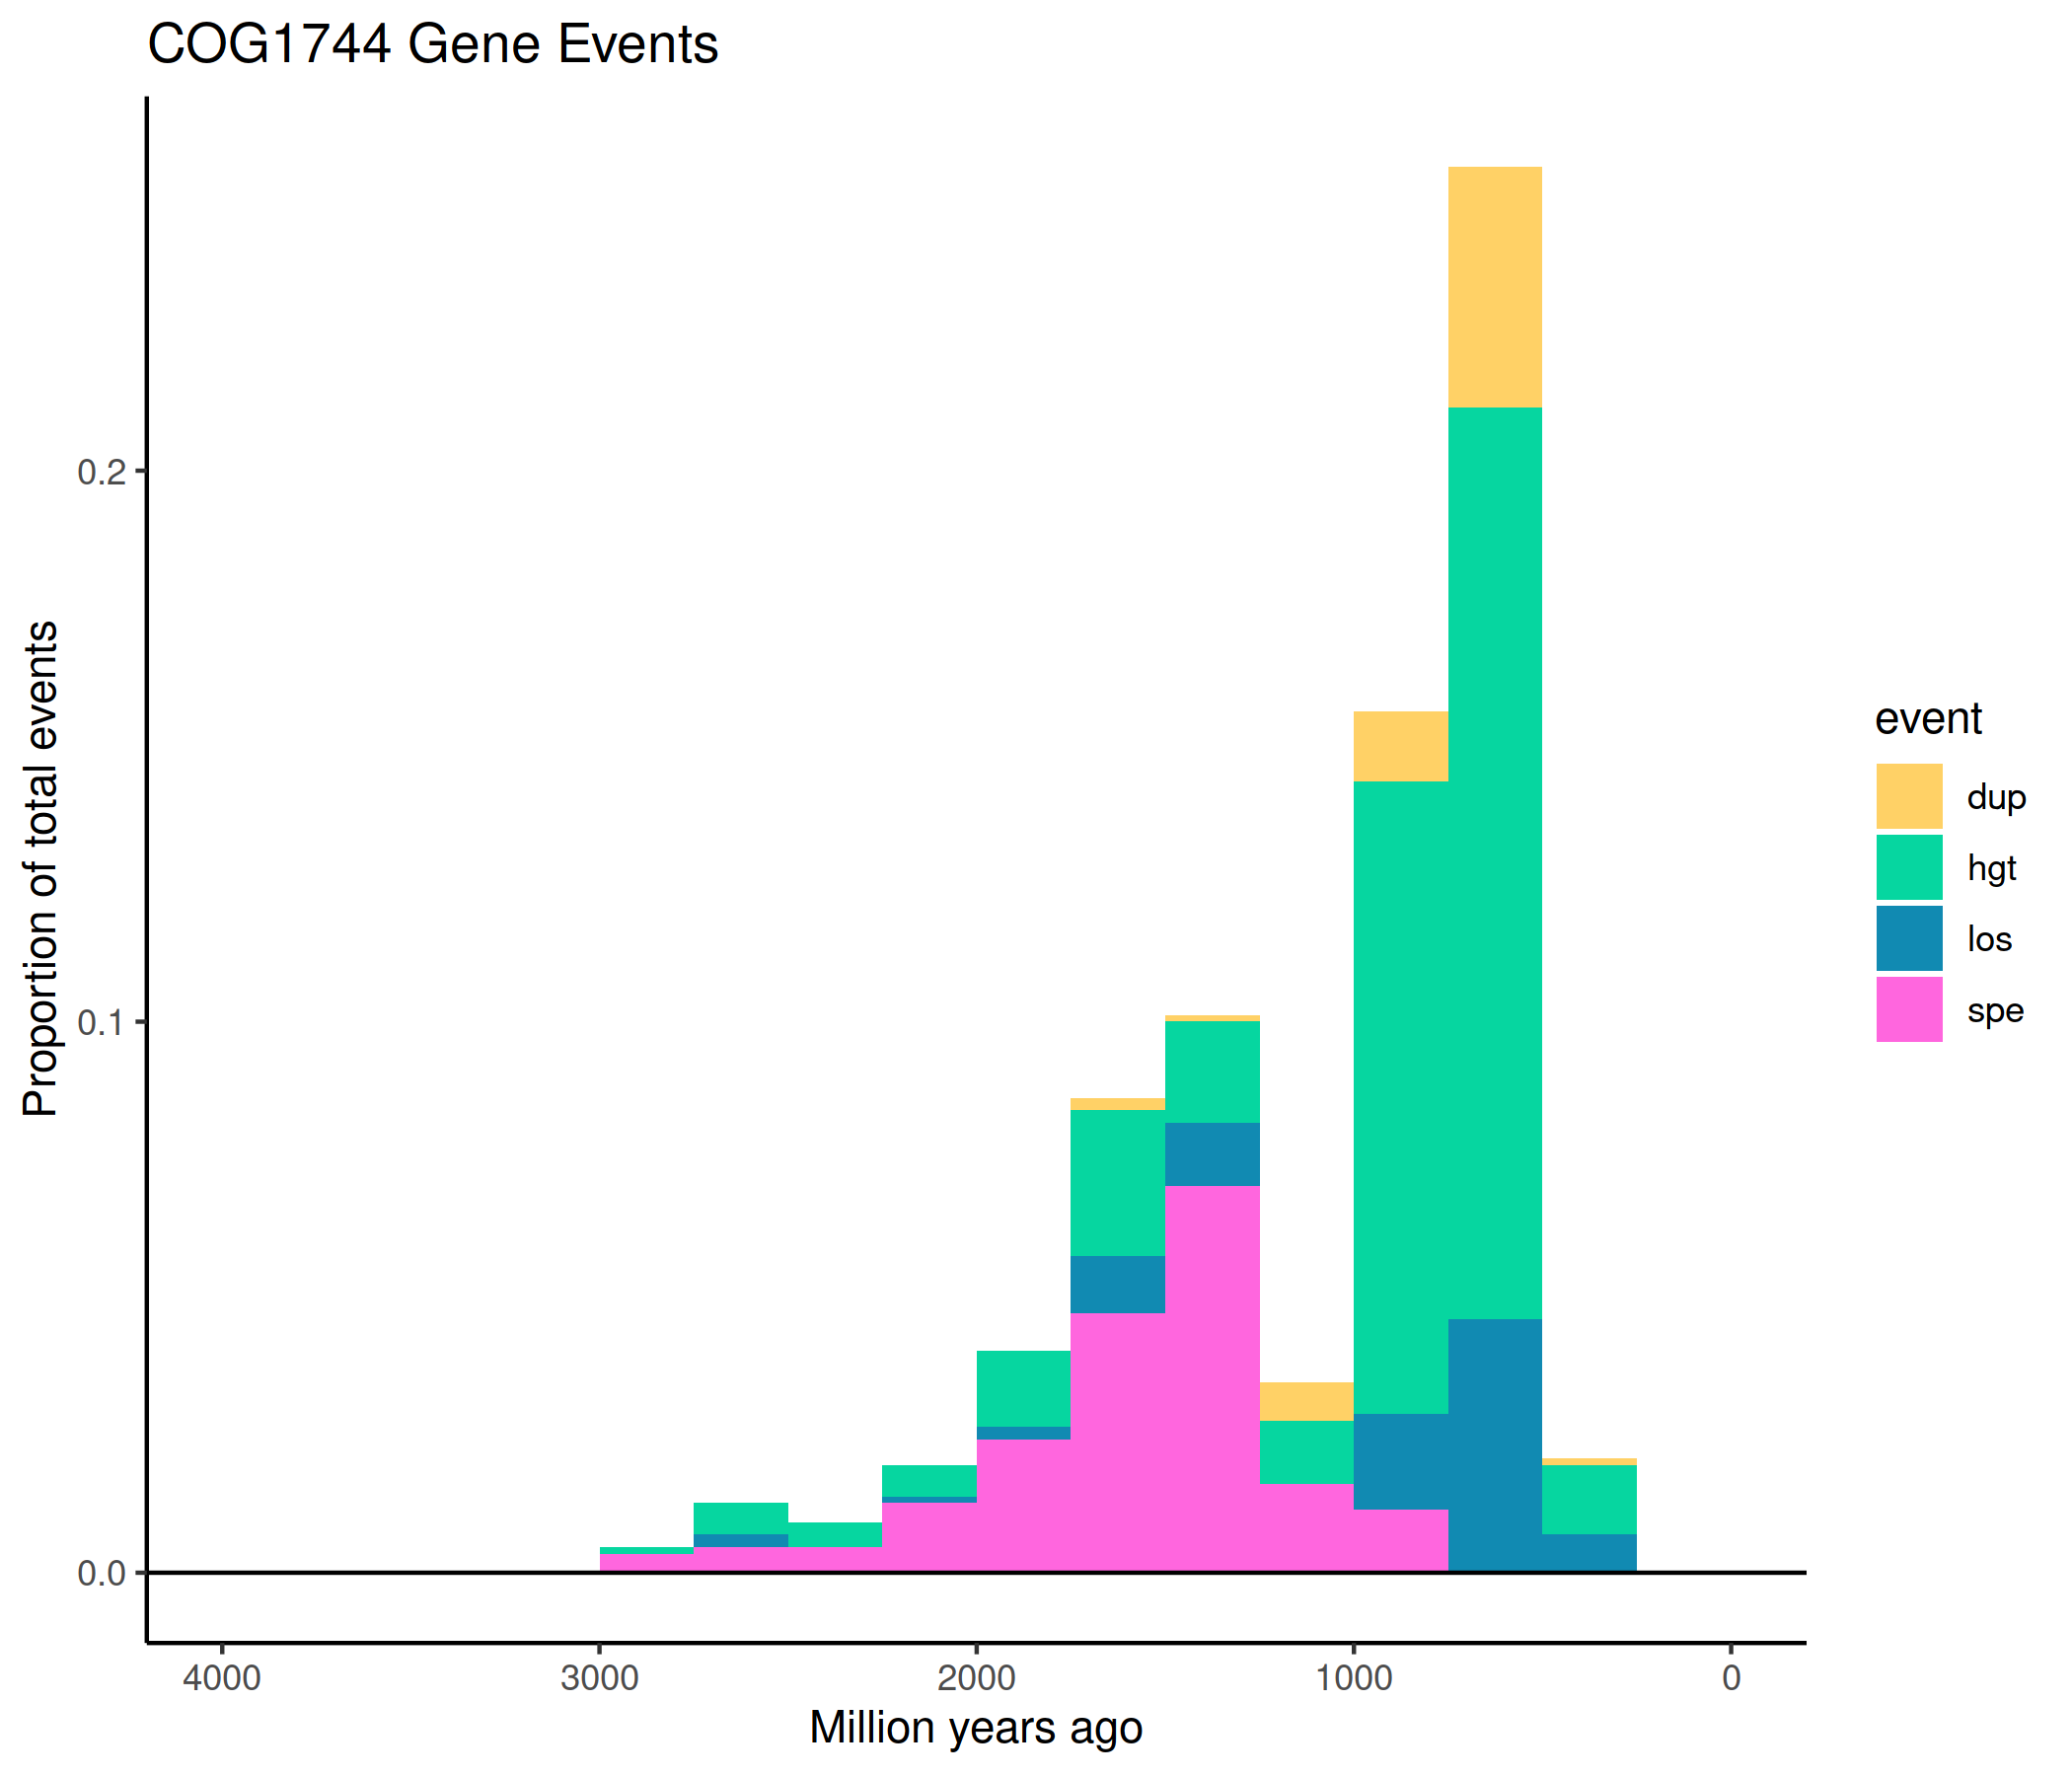 COG1744 Gene Events
Proportion of total events
0.2
0.1
0.0
4000 3000 2000 1000 0
Million years ago
event
dup
hgt
los
spe